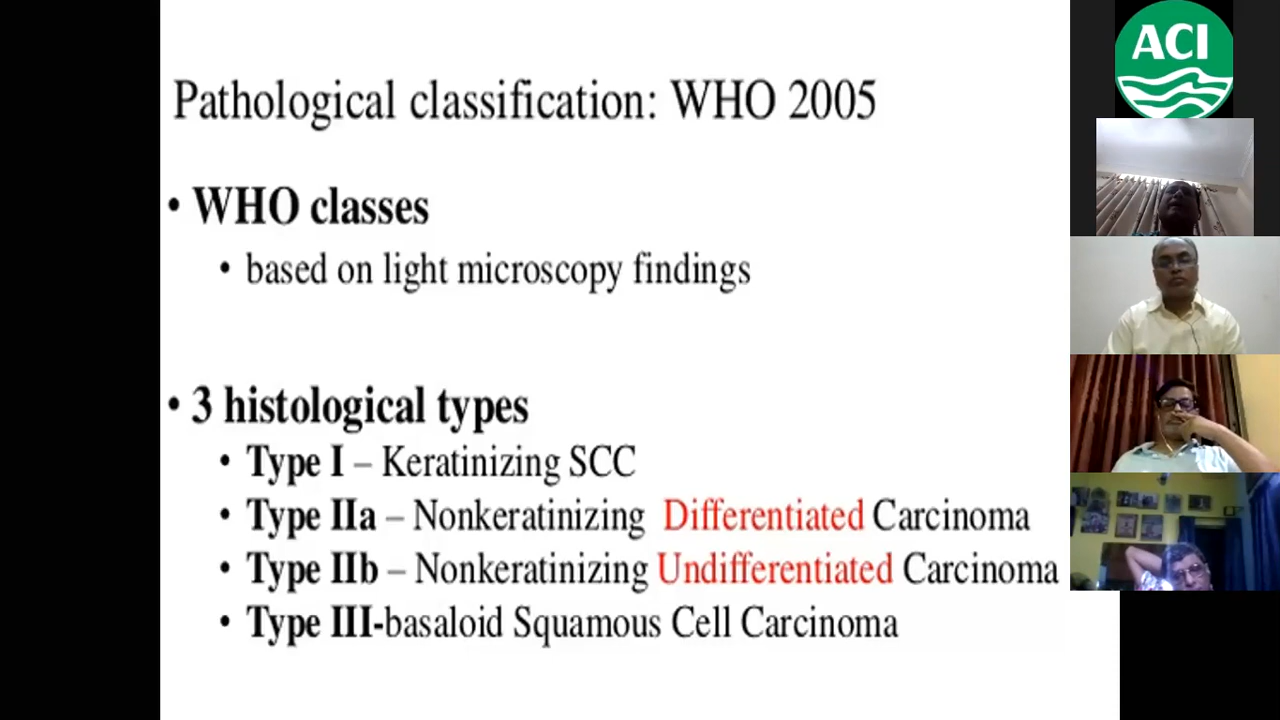 Pathological classification: WHO 2005
• WHO classes
• based on light microscopy findings
• 3 histological types
• Type I – Keratinizing SCC
• Type IIa – Nonkeratinizing Differentiated Carcinoma
• Type IIb – Nonkeratinizing Undifferentiated Carcinoma
• Type III-basaloid Squamous Cell Carcinoma
ACI